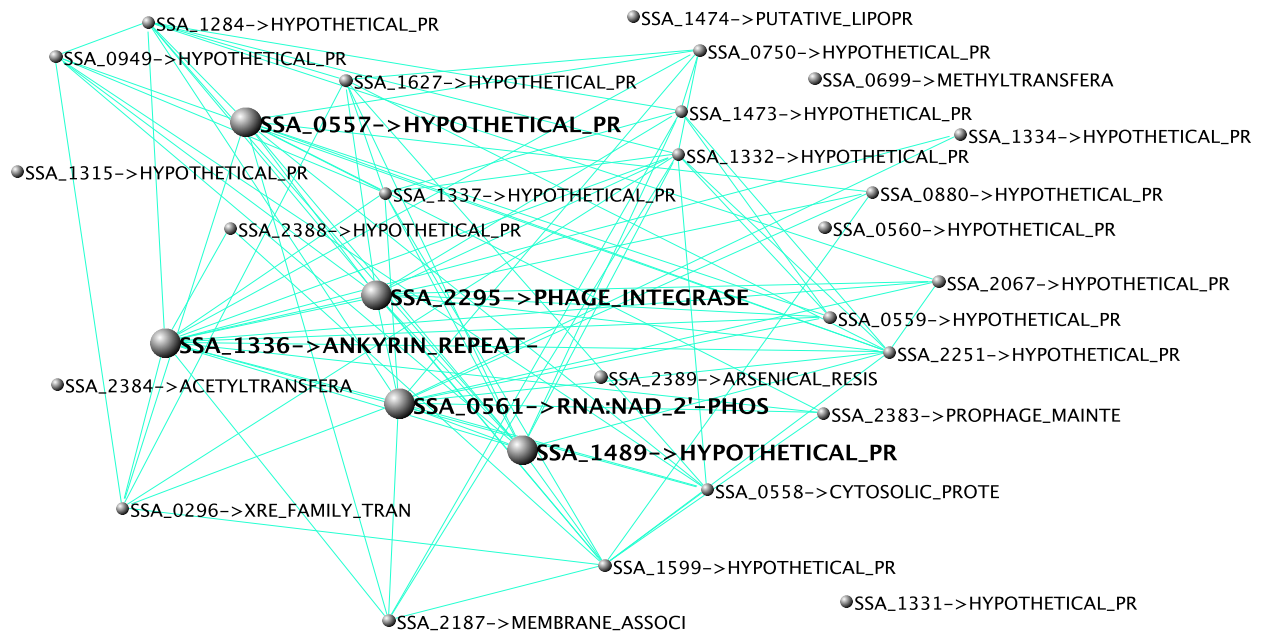 SSA_1474->PUTATIVE_LIPOPR
SSA_1284->HYPOTHETICAL_PR
SSA_0750->HYPOTHETICAL_PR
SSA_0949->HYPOTHETICAL_PR
SSA_0699->METHYLTRANSFERA
SSA_1627->HYPOTHETICAL_PR
SSA_1473->HYPOTHETICAL_PR
SSA_0557->HYPOTHETICAL_PR
SSA_1334->HYPOTHETICAL_PR
SSA_1332->HYPOTHETICAL_PR
SSA_1315->HYPOTHETICAL_PR
SSA_0880->HYPOTHETICAL_PR
SSA_1337->HYPOTHETICAL_PR
SSA_0560->HYPOTHETICAL_PR
SSA_2388->HYPOTHETICAL_PR
SSA_2067->HYPOTHETICAL_PR
SSA_2295->PHAGE_INTEGRASE
SSA_0559->HYPOTHETICAL_PR
SSA_1336->ANKYRIN_REPEAT-
SSA_2251->HYPOTHETICAL_PR
SSA_2389->ARSENICAL_RESIS
SSA_2384->ACETYLTRANSFERA
SSA_0561->RNA:NAD_2'-PHOS
SSA_2383->PROPHAGE_MAINTE
SSA_1489->HYPOTHETICAL_PR
SSA_0558->CYTOSOLIC_PROTE
SSA_0296->XRE_FAMILY_TRAN
SSA_1599->HYPOTHETICAL_PR
SSA_1331->HYPOTHETICAL_PR
SSA_2187->MEMBRANE_ASSOCI